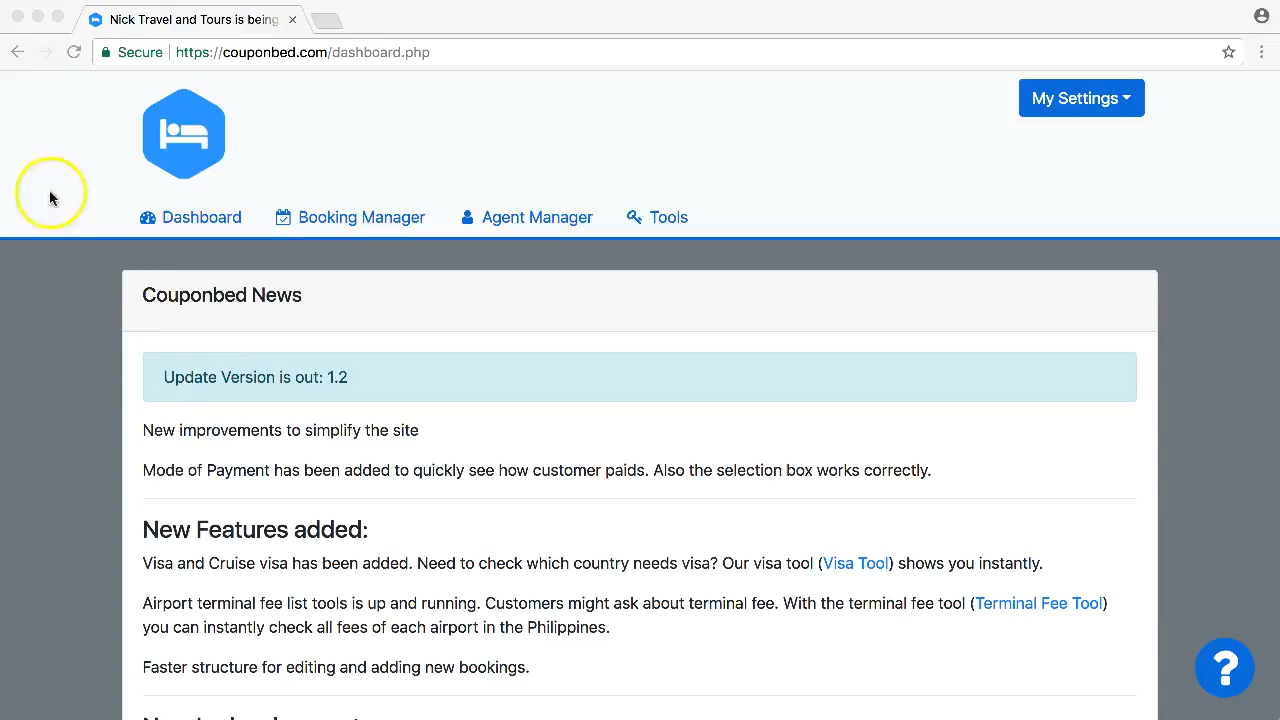 Nick Travel and Tours is being
Secure https://couponbed.com/dashboard.php
My Settings
Dashboard Booking Manager Agent Manager Tools
Couponbed News
Update Version is out: 1.2
New improvements to simplify the site
Mode of Payment has been added to quickly see how customer paids. Also the selection box works correctly.
New Features added:
Visa and Cruise visa has been added. Need to check which country needs visa? Our visa tool (Visa Tool) shows you instantly.
Airport terminal fee list tools is up and running. Customers might ask about terminal fee. With the terminal fee tool (Terminal Fee Tool)
you can instantly check all fees of each airport in the Philippines.
Faster structure for editing and adding new bookings.
?